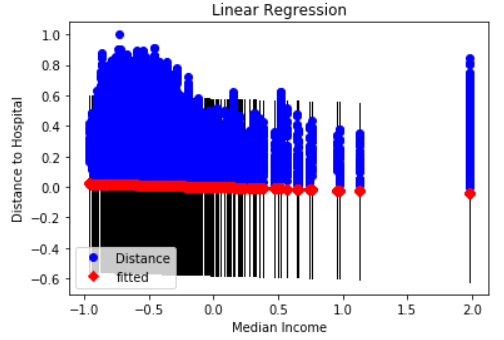 Linear Regression
1.0
0.8
0.6
0.4
0.2
0.0
−0.2
−0.4
−0.6
Distance to Hospital
Distance
fitted
−1.0 −0.5 0.0 0.5 1.0 1.5 2.0
Median Income